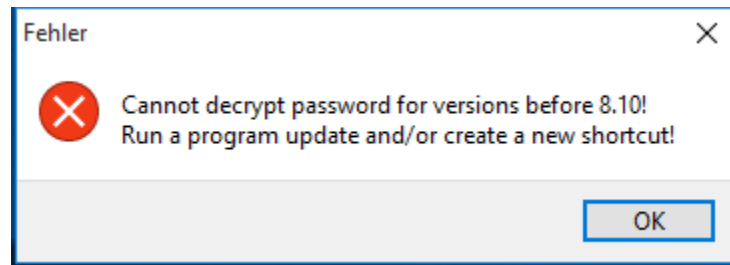 Fehler
Cannot decrypt password for versions before 8.10!
Run a program update and/or create a new shortcut!
OK